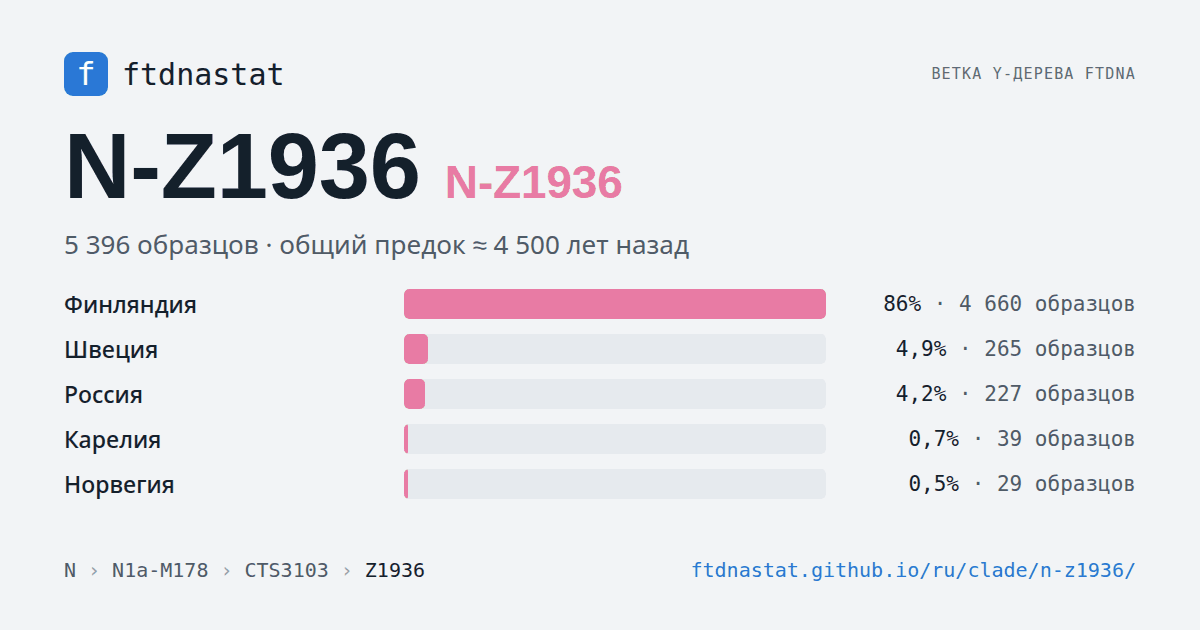 f ftdnastat
ВЕТКА Y-ДЕРЕВА FTDNA
N-Z1936 N-Z1936
5 396 образцов · общий предок ≈ 4 500 лет назад
Финляндия 86% · 4 660 образцов
Швеция 4,9% · 265 образцов
Россия 4,2% · 227 образцов
Карелия 0,7% · 39 образцов
Норвегия 0,5% · 29 образцов
N › N1a-M178 › CTS3103 › Z1936
ftdnastat.github.io/ru/clade/n-z1936/